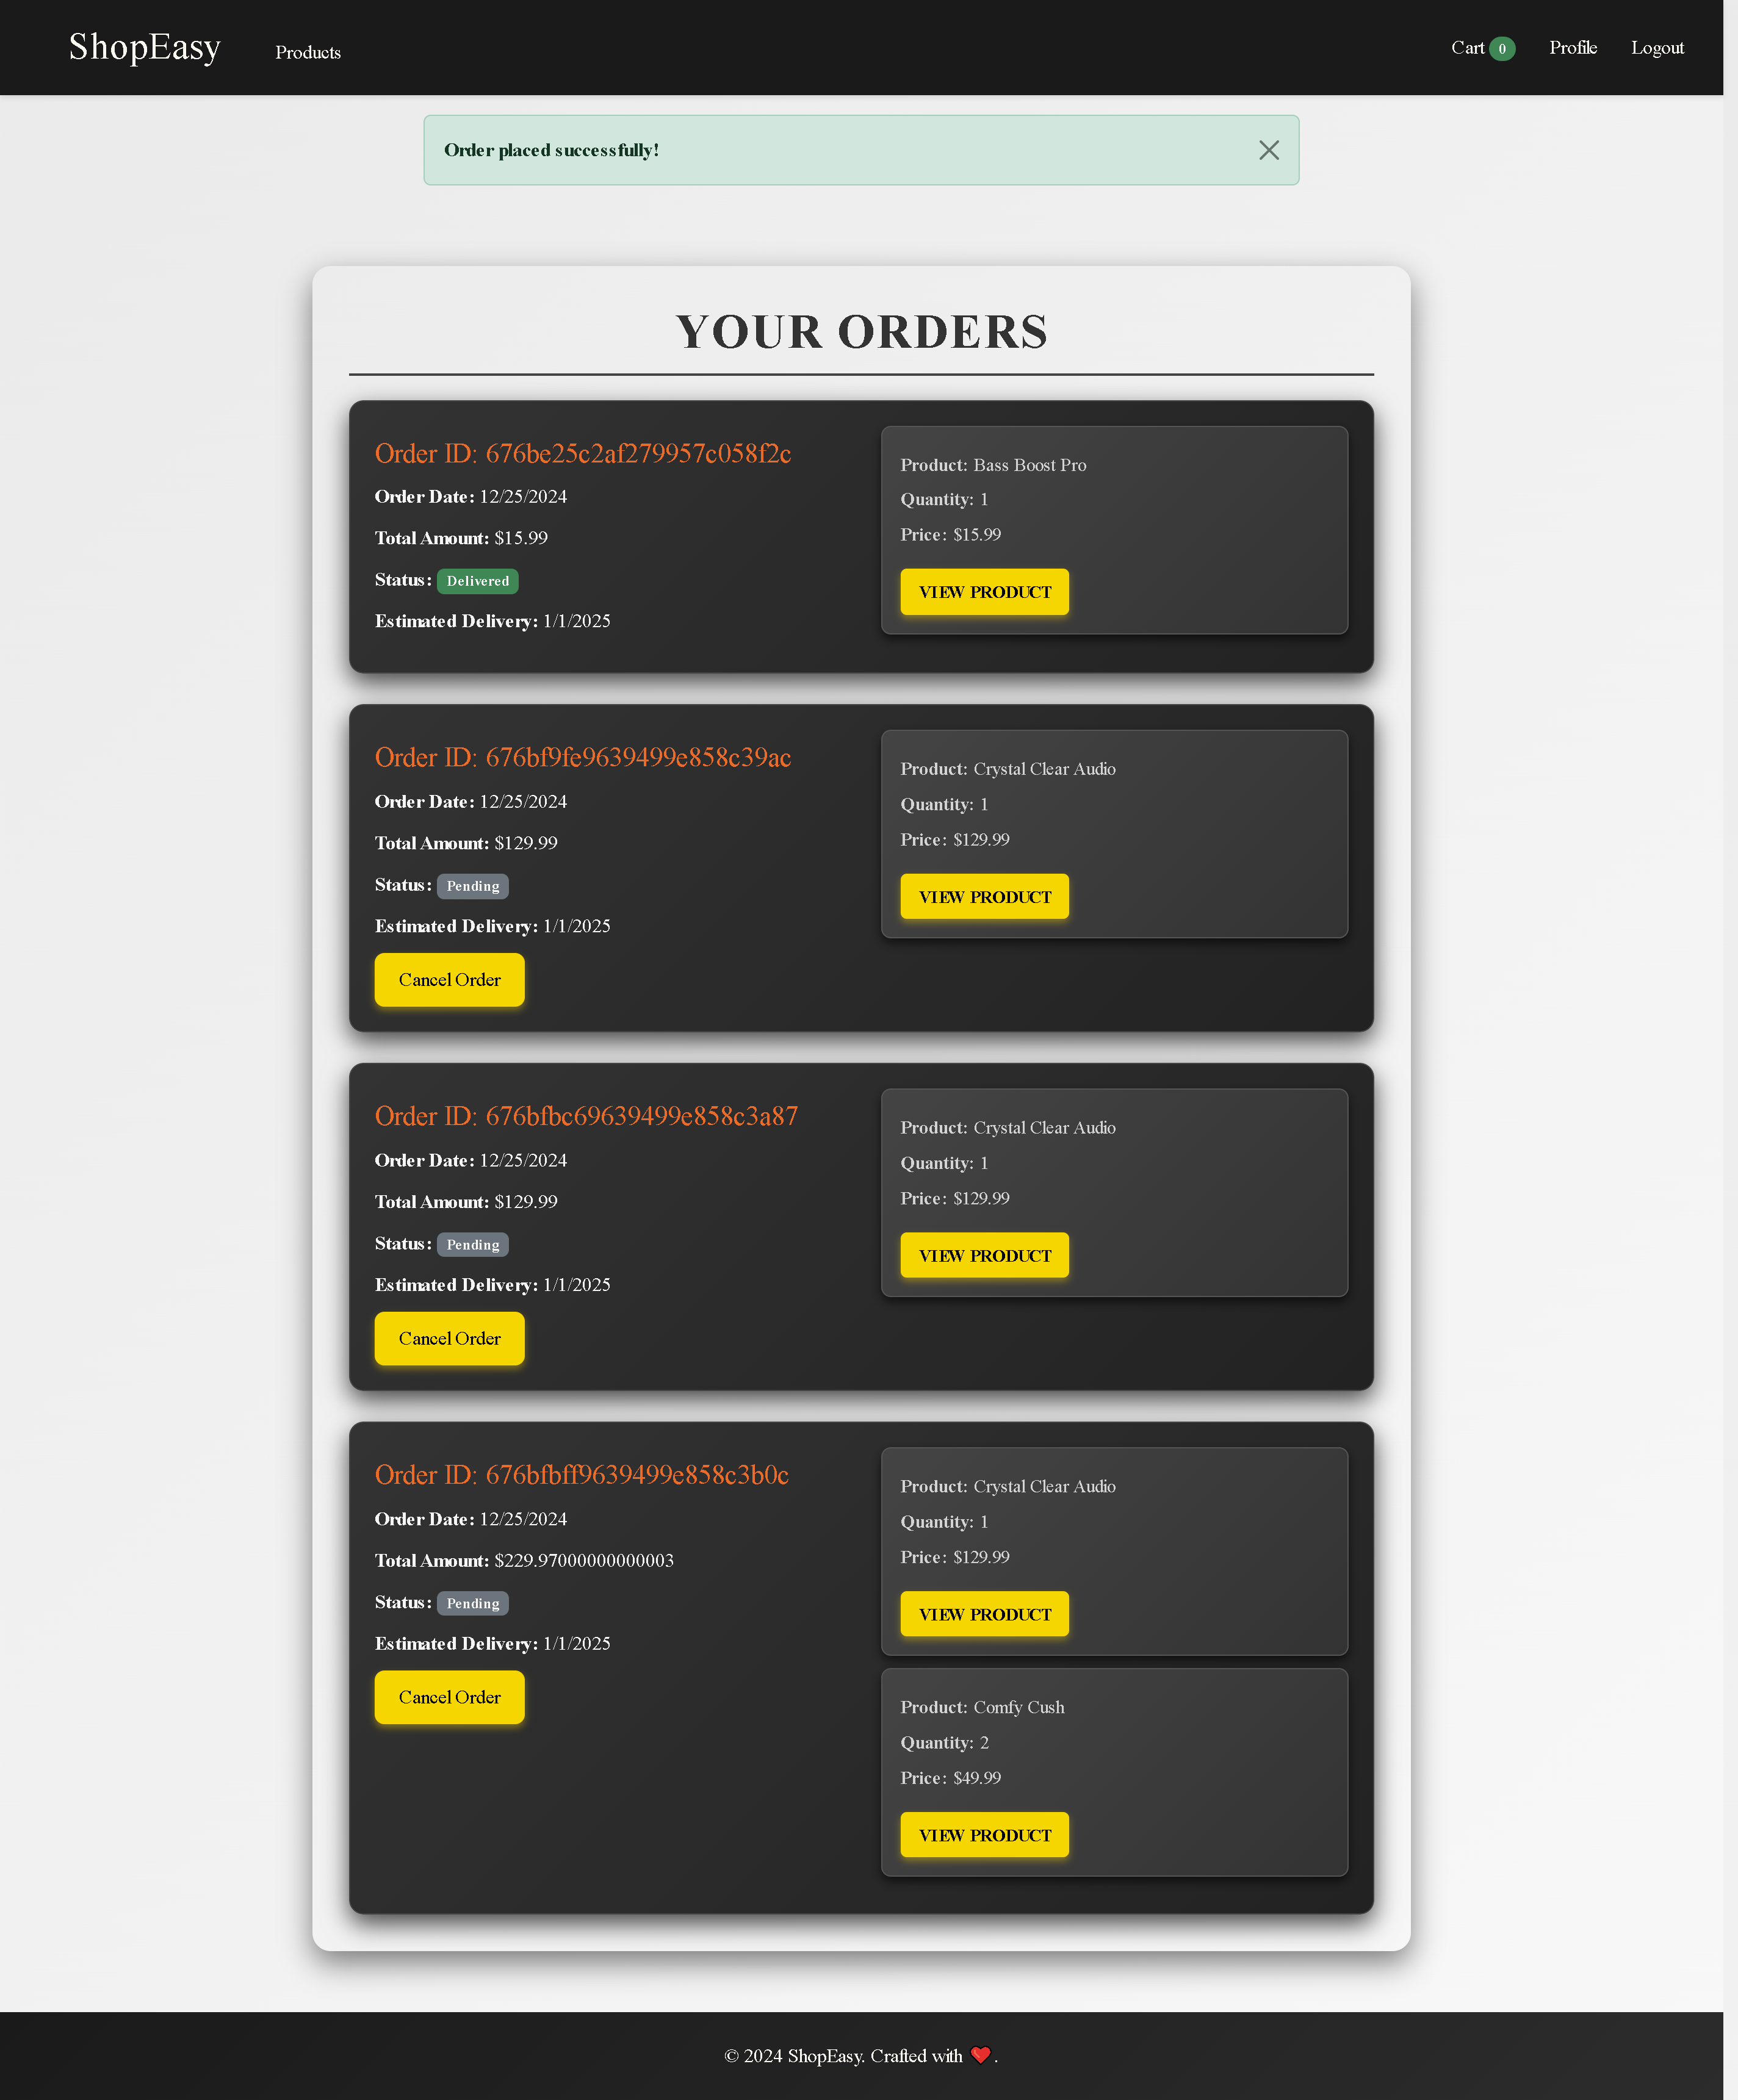 ShopEasy Products Cart 0 Profile Logout
Order placed successfully!
YOUR ORDERS
Order ID: 676be25c2af279957c058f2c
Order Date: 12/25/2024
Total Amount: $15.99
Status: Delivered
Estimated Delivery: 1/1/2025
Product: Bass Boost Pro
Quantity: 1
Price: $15.99
VIEW PRODUCT
Order ID: 676bf9fe9639499e858c39ac
Order Date: 12/25/2024
Total Amount: $129.99
Status: Pending
Estimated Delivery: 1/1/2025
Cancel Order
Product: Crystal Clear Audio
Quantity: 1
Price: $129.99
VIEW PRODUCT
Order ID: 676bfbc69639499e858c3a87
Order Date: 12/25/2024
Total Amount: $129.99
Status: Pending
Estimated Delivery: 1/1/2025
Cancel Order
Product: Crystal Clear Audio
Quantity: 1
Price: $129.99
VIEW PRODUCT
Order ID: 676bfbff9639499e858c3b0c
Order Date: 12/25/2024
Total Amount: $229.97000000000003
Status: Pending
Estimated Delivery: 1/1/2025
Cancel Order
Product: Crystal Clear Audio
Quantity: 1
Price: $129.99
VIEW PRODUCT
Product: Comfy Cush
Quantity: 2
Price: $49.99
VIEW PRODUCT
© 2024 ShopEasy. Crafted with ❤️.